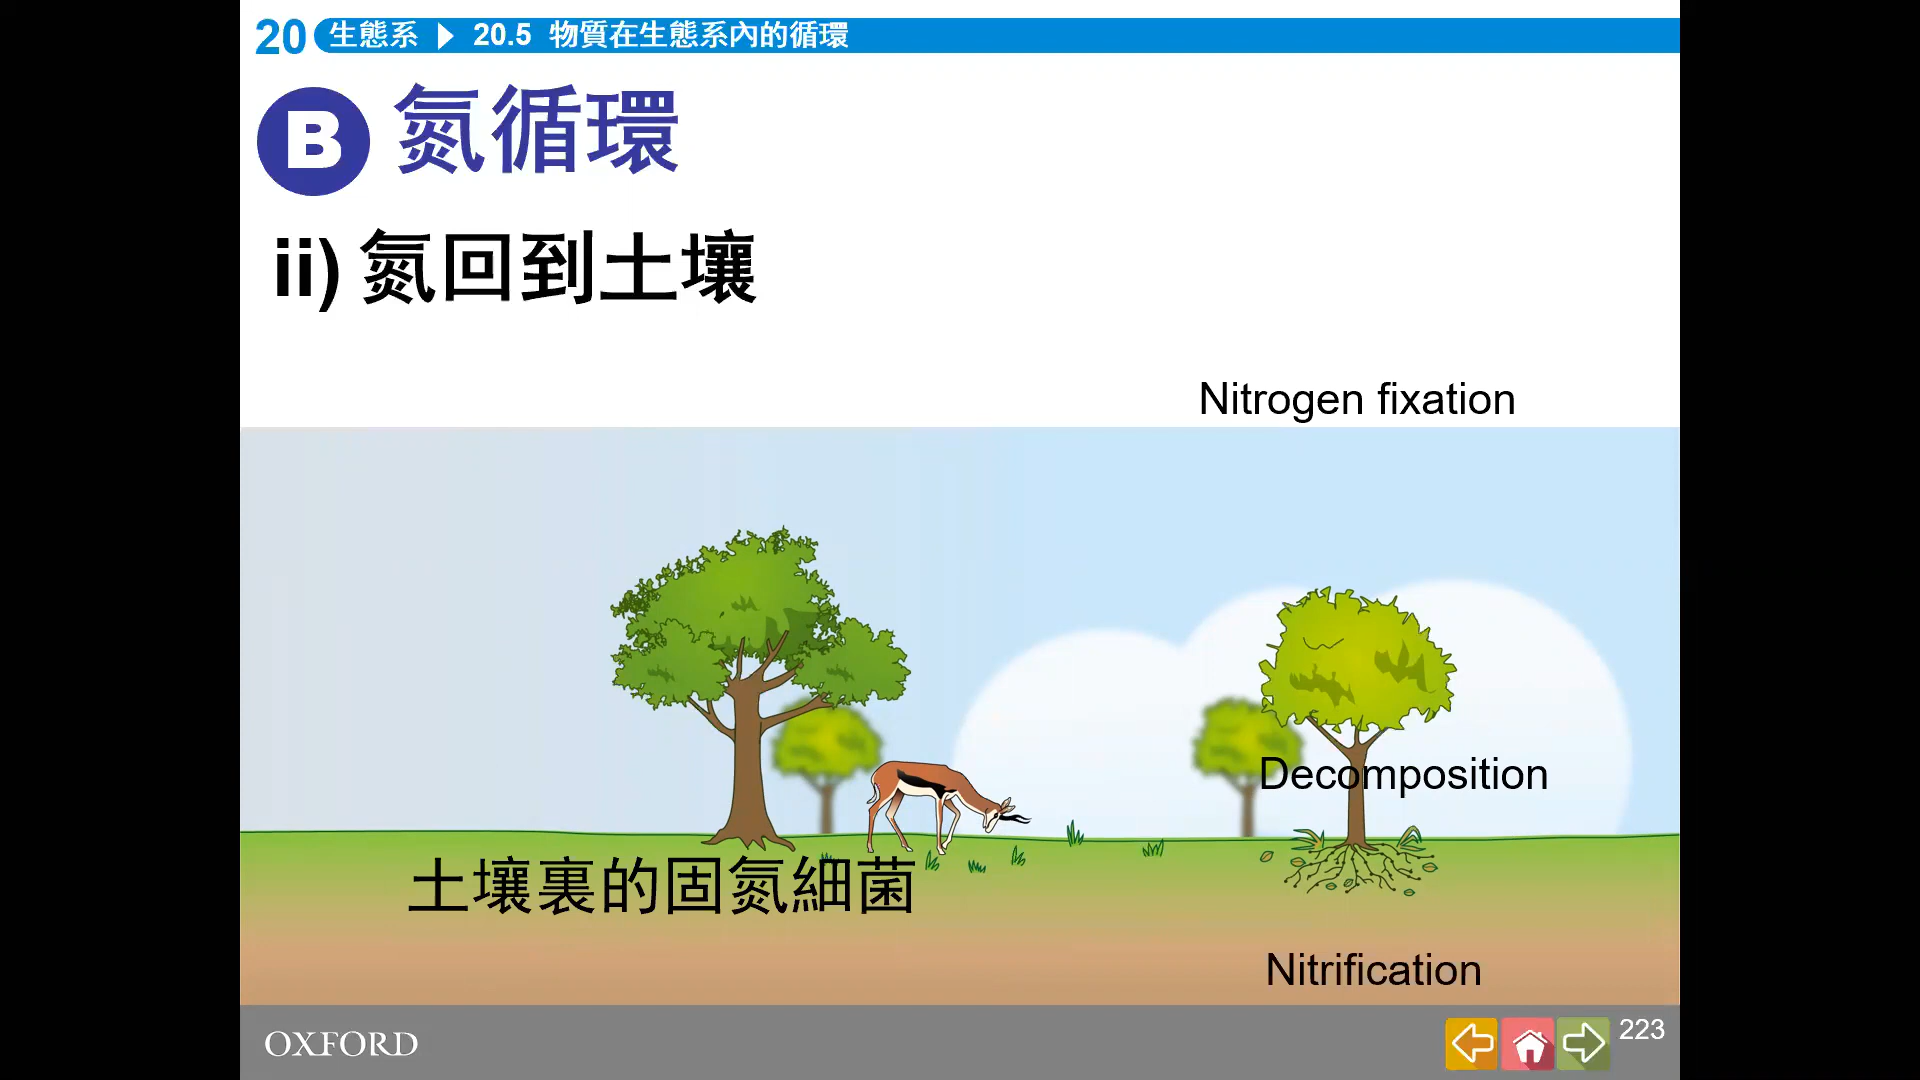 20 生態系 ▶ 20.5 物質在生態系內的循環
B 氮循環
ii) 氮回到土壤
Nitrogen fixation
Decomposition
土壤裏的固氮細菌
Nitrification
OXFORD
223